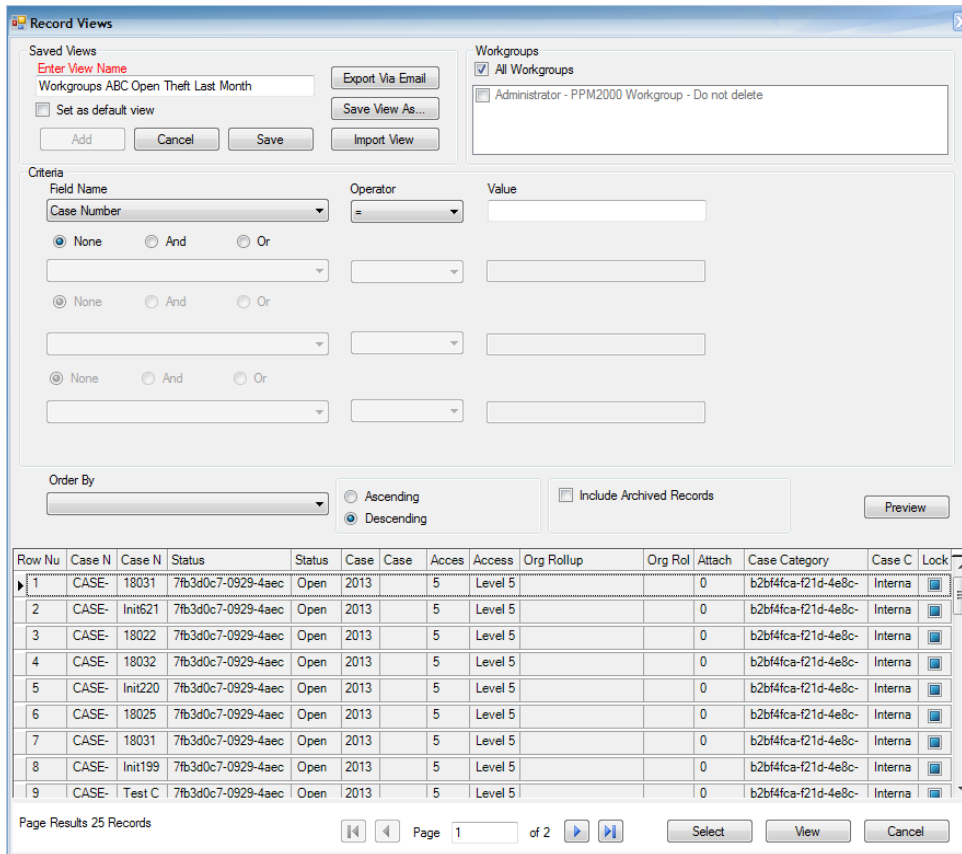 Record Views
Saved Views
Enter View Name
Workgroups ABC Open Theft Last Month
Set as default view
Add Cancel Save
Export Via Email
Save View As...
Import View
Workgroups
All Workgroups
Administrator - PPM2000 Workgroup - Do not delete
Criteria
Field Name Operator Value
Case Number =
None And Or
None And Or
None And Or
Order By
Ascending
Descending
Include Archived Records
Preview
Row Nu Case N Case N Status Status Case Case Acces Access Org Rollup Org Rol Attach Case Category Case C Lock
1 CASE- 18031 7fb3d0c7-0929-4aec Open 2013 5 Level 5 0 b2bf4fca-f21d-4e8c- Interna
2 CASE- Init621 7fb3d0c7-0929-4aec Open 2013 5 Level 5 0 b2bf4fca-f21d-4e8c- Interna
3 CASE- 18022 7fb3d0c7-0929-4aec Open 2013 5 Level 5 0 b2bf4fca-f21d-4e8c- Interna
4 CASE- 18032 7fb3d0c7-0929-4aec Open 2013 5 Level 5 0 b2bf4fca-f21d-4e8c- Interna
5 CASE- Init220 7fb3d0c7-0929-4aec Open 2013 5 Level 5 0 b2bf4fca-f21d-4e8c- Interna
6 CASE- 18025 7fb3d0c7-0929-4aec Open 2013 5 Level 5 0 b2bf4fca-f21d-4e8c- Interna
7 CASE- 18031 7fb3d0c7-0929-4aec Open 2013 5 Level 5 0 b2bf4fca-f21d-4e8c- Interna
8 CASE- Init199 7fb3d0c7-0929-4aec Open 2013 5 Level 5 0 b2bf4fca-f21d-4e8c- Interna
9 CASE- Test C 7fb3d0c7-0929-4aec Open 2013 5 Level 5 0 b2bf4fca-f21d-4e8c- Interna
Page Results 25 Records
Page 1 of 2
Select View Cancel